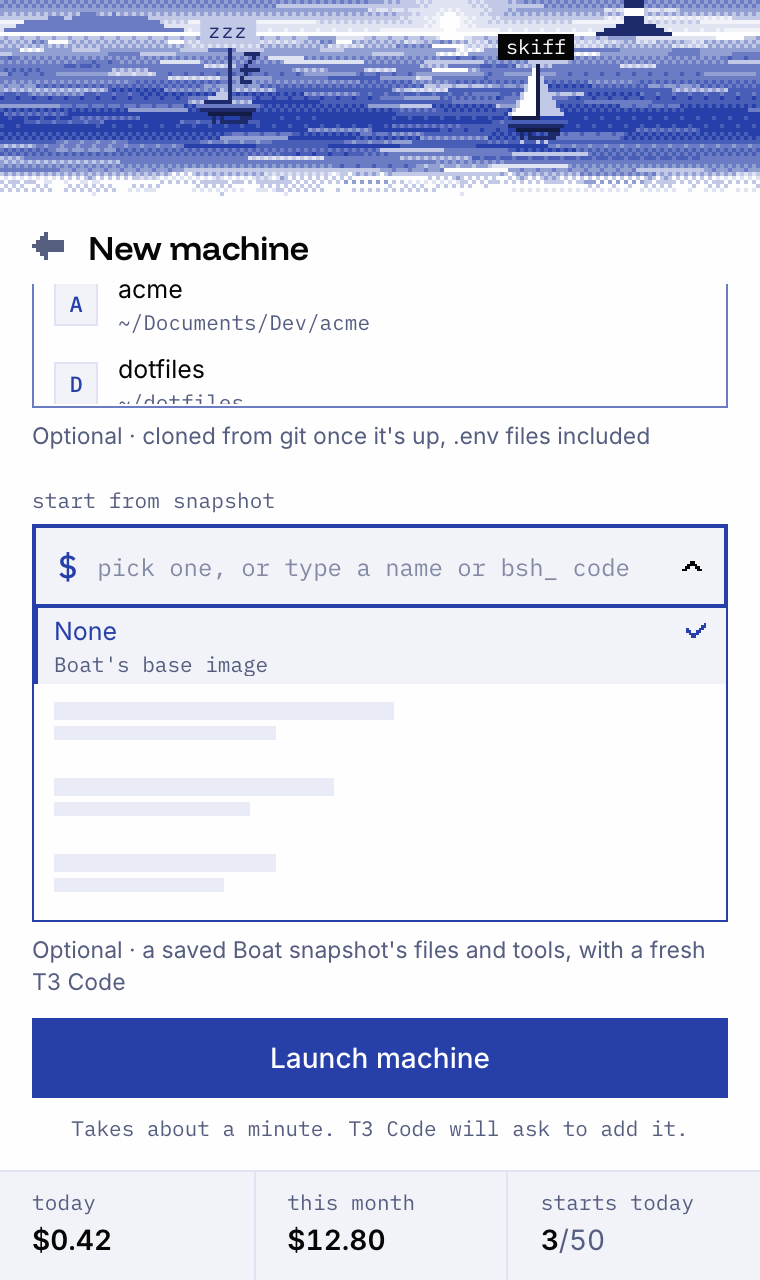 zzz
skiff
New machine
A
acme
~/Documents/Dev/acme
D
dotfiles
~/dotfiles
Optional · cloned from git once it's up, .env files included
start from snapshot
$ pick one, or type a name or bsh_ code
None
Boat's base image
Optional · a saved Boat snapshot's files and tools, with a fresh
T3 Code
Launch machine
Takes about a minute. T3 Code will ask to add it.
today
$0.42
this month
$12.80
starts today
3/50